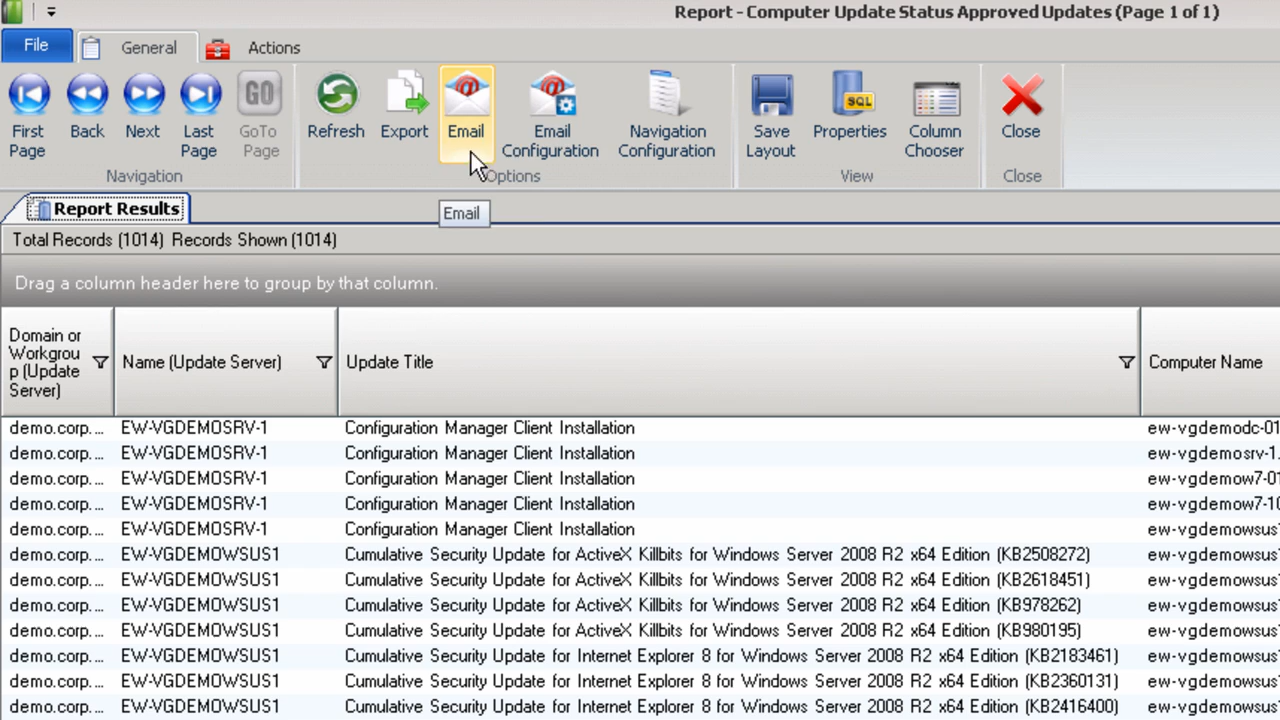 Report - Computer Update Status Approved Updates (Page 1 of 1)
File General Actions
First Page Back Next Last Page GO GoTo Page Refresh Export Email Email Configuration Navigation Configuration Save Layout SQL Properties Column Chooser Close
Navigation Options View Close
Report Results Email
Total Records (1014) Records Shown (1014)
Drag a column header here to group by that column.
Domain or Workgrou p (Update Server) Name (Update Server) Update Title Computer Name
demo.corp.... EW-VGDEMOSRV-1 Configuration Manager Client Installation ew-vgdemodc-01
demo.corp.... EW-VGDEMOSRV-1 Configuration Manager Client Installation ew-vgdemosrv-1.
demo.corp.... EW-VGDEMOSRV-1 Configuration Manager Client Installation ew-vgdemow7-01
demo.corp.... EW-VGDEMOSRV-1 Configuration Manager Client Installation ew-vgdemow7-10
demo.corp.... EW-VGDEMOSRV-1 Configuration Manager Client Installation ew-vgdemowsus
demo.corp.... EW-VGDEMOWSUS1 Cumulative Security Update for ActiveX Killbits for Windows Server 2008 R2 x64 Edition (KB2508272) ew-vgdemowsus
demo.corp.... EW-VGDEMOWSUS1 Cumulative Security Update for ActiveX Killbits for Windows Server 2008 R2 x64 Edition (KB2618451) ew-vgdemowsus
demo.corp.... EW-VGDEMOWSUS1 Cumulative Security Update for ActiveX Killbits for Windows Server 2008 R2 x64 Edition (KB978262) ew-vgdemowsus
demo.corp.... EW-VGDEMOWSUS1 Cumulative Security Update for ActiveX Killbits for Windows Server 2008 R2 x64 Edition (KB980195) ew-vgdemowsus
demo.corp.... EW-VGDEMOWSUS1 Cumulative Security Update for Internet Explorer 8 for Windows Server 2008 R2 x64 Edition (KB2183461) ew-vgdemowsus
demo.corp.... EW-VGDEMOWSUS1 Cumulative Security Update for Internet Explorer 8 for Windows Server 2008 R2 x64 Edition (KB2360131) ew-vgdemowsus
demo.corp.... EW-VGDEMOWSUS1 Cumulative Security Update for Internet Explorer 8 for Windows Server 2008 R2 x64 Edition (KB2416400) ew-vgdemowsus